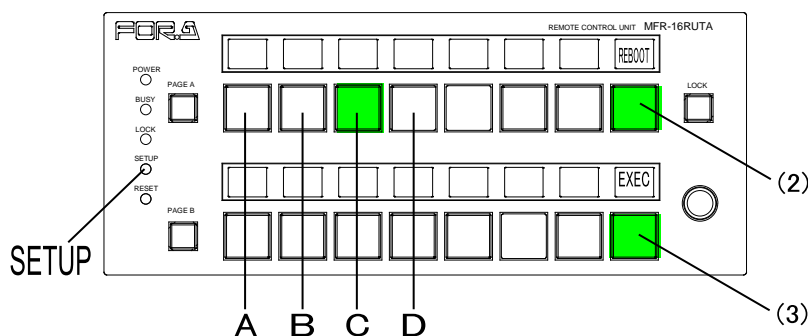 FOR.A
REMOTE CONTROL UNIT MFR-16RUTA
REBOOT
POWER
PAGE A
LOCK
BUSY
LOCK
SETUP
(2)
RESET
EXEC
PAGE B
SETUP
(3)
A B C D